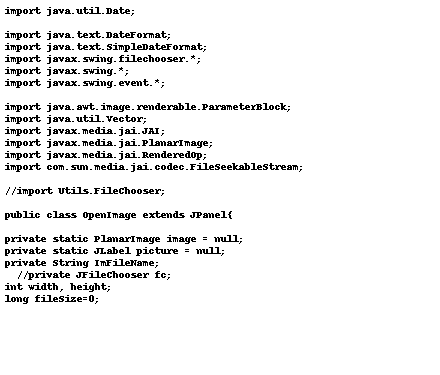 import java.util.Date;
import java.text.DateFormat;
import java.text.SimpleDateFormat;
import javax.swing.filechooser.*;
import javax.swing.*;
import javax.swing.event.*;
import java.awt.image.renderable.ParameterBlock;
import java.util.Vector;
import javax.media.jai.JAI;
import javax.media.jai.PlanarImage;
import javax.media.jai.RenderedOp;
import com.sun.media.jai.codec.FileSeekableStream;
//import Utils.FileChooser;
public class OpenImage extends JPanel{
private static PlanarImage image = null;
private static JLabel picture = null;
private String ImFileName;
//private JFileChooser fc;
int width, height;
long fileSize=0;